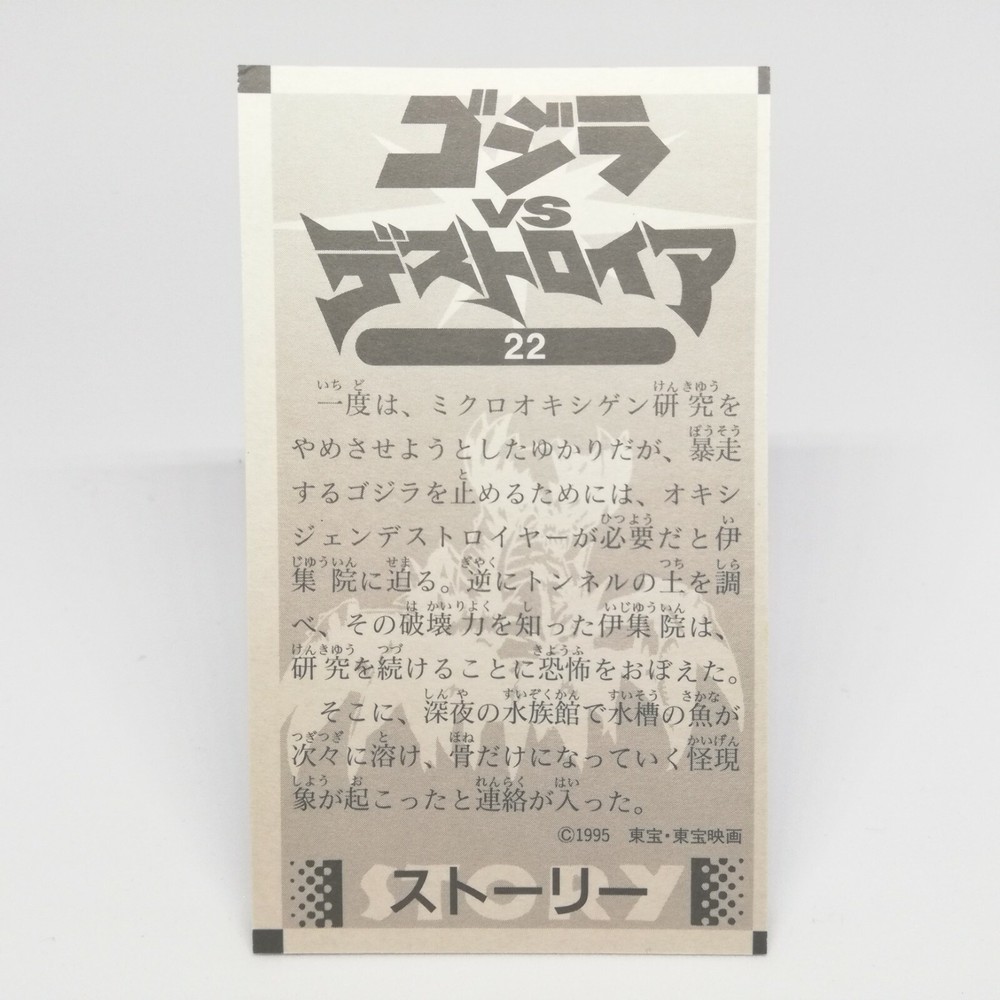 ゴジラ
VS
デストロイア
22
一度は、ミクロオキシゲン研究を
やめさせようとしたゆかりだが、暴走
するゴジラを止めるためには、オキシ
ジェンデストロイヤーが必要だと伊
集院に迫る。逆にトンネルの土を調
べ、その破壊力を知った伊集院は、
研究を続けることに恐怖をおぼえた。
そこに、深夜の水族館で水槽の魚が
次々に溶け、骨だけになっていく怪現
象が起こったと連絡が入った。
©1995 東宝・東宝映画
STORY
ストーリー